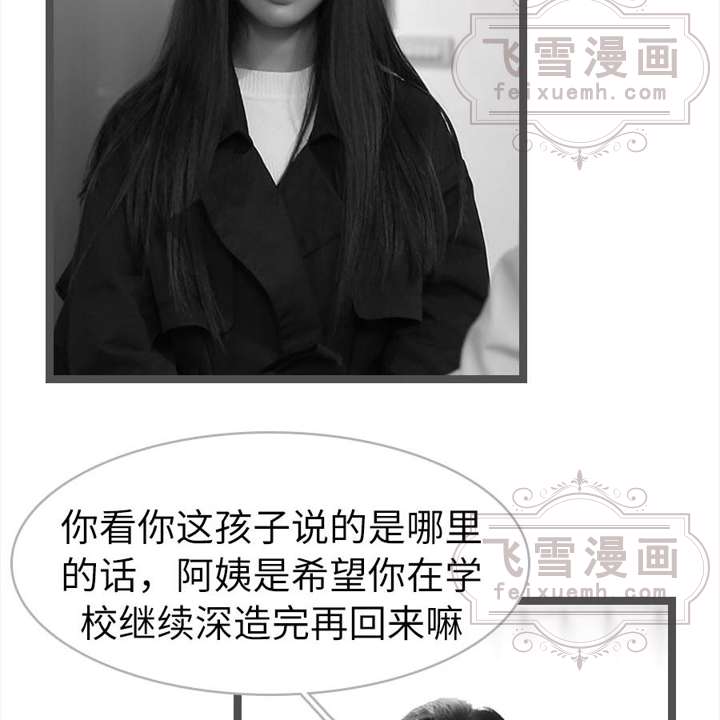 飞雪漫画
feixuemh.com
你看你这孩子说的是哪里
的话，阿姨是希望你在学
校继续深造完再回来嘛
飞雪漫画
feixuemh.com